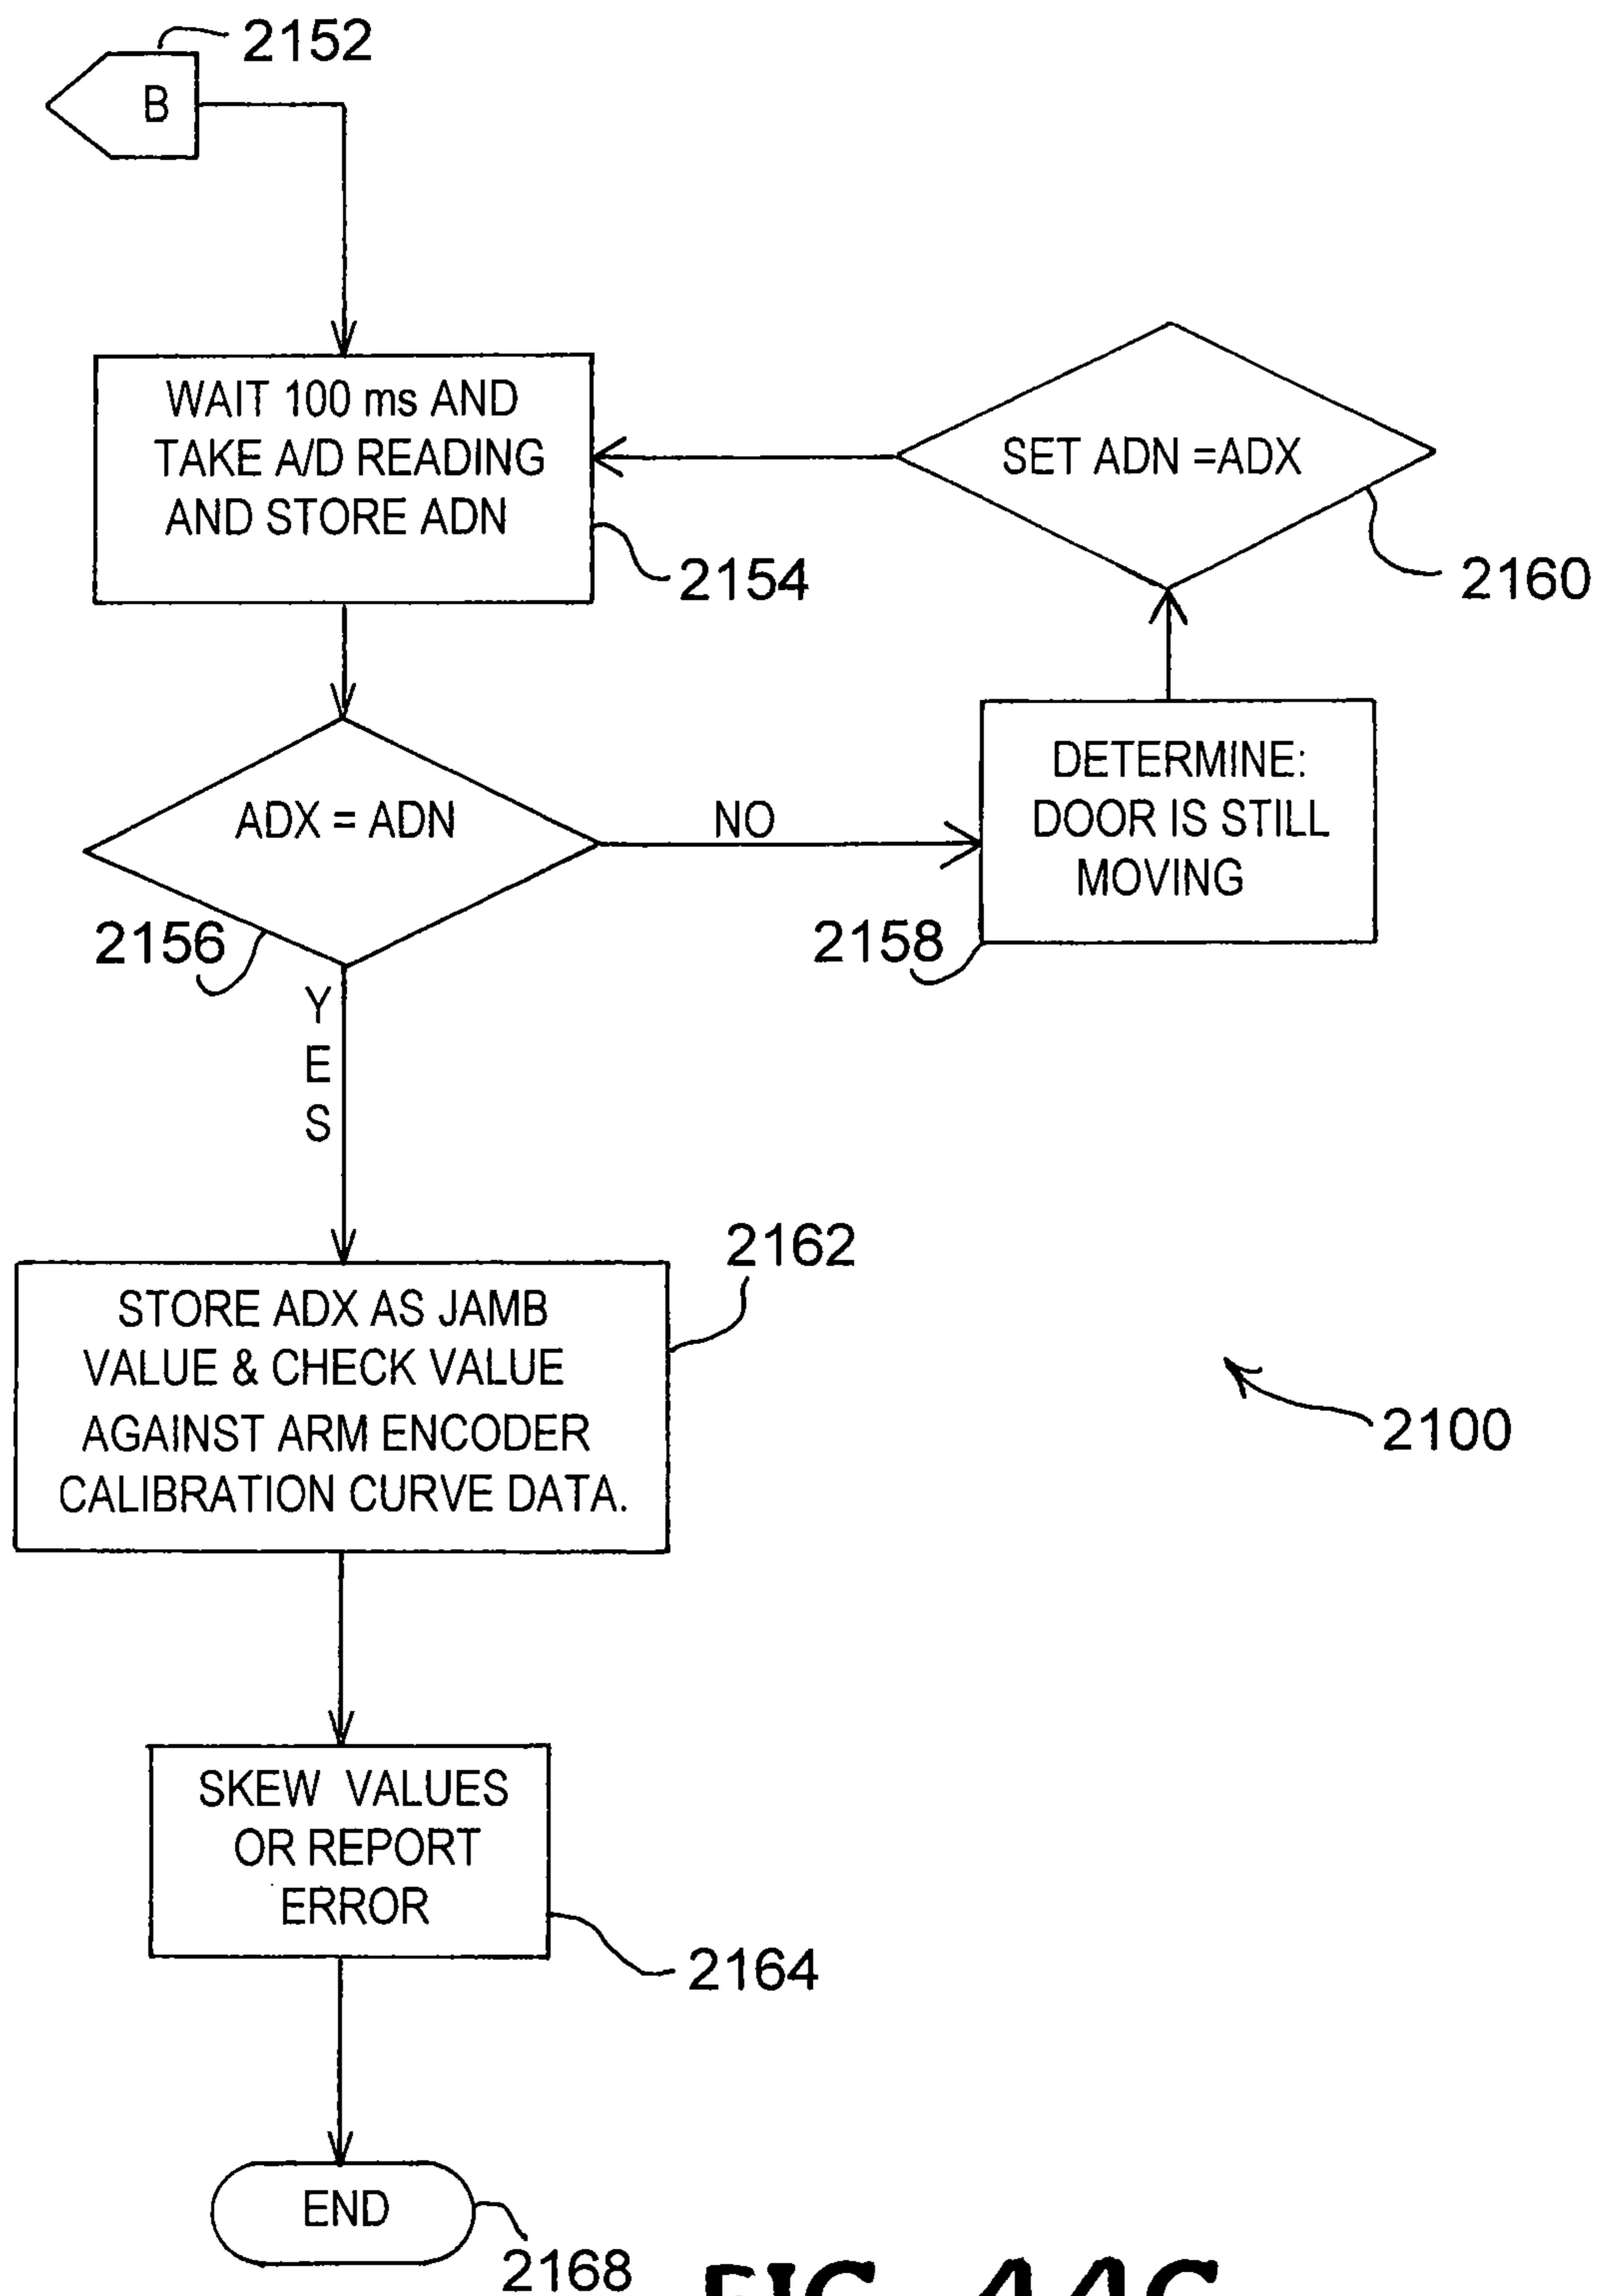 2152
B
WAIT 100 ms AND
TAKE A/D READING
AND STORE ADN
2154
SET ADN =ADX
2160
ADX = ADN
2156
NO
DETERMINE:
DOOR IS STILL
MOVING
2158
YES
STORE ADX AS JAMB
VALUE & CHECK VALUE
AGAINST ARM ENCODER
CALIBRATION CURVE DATA.
2162
2100
SKEW VALUES
OR REPORT
ERROR
2164
END
2168
FIG. 44C